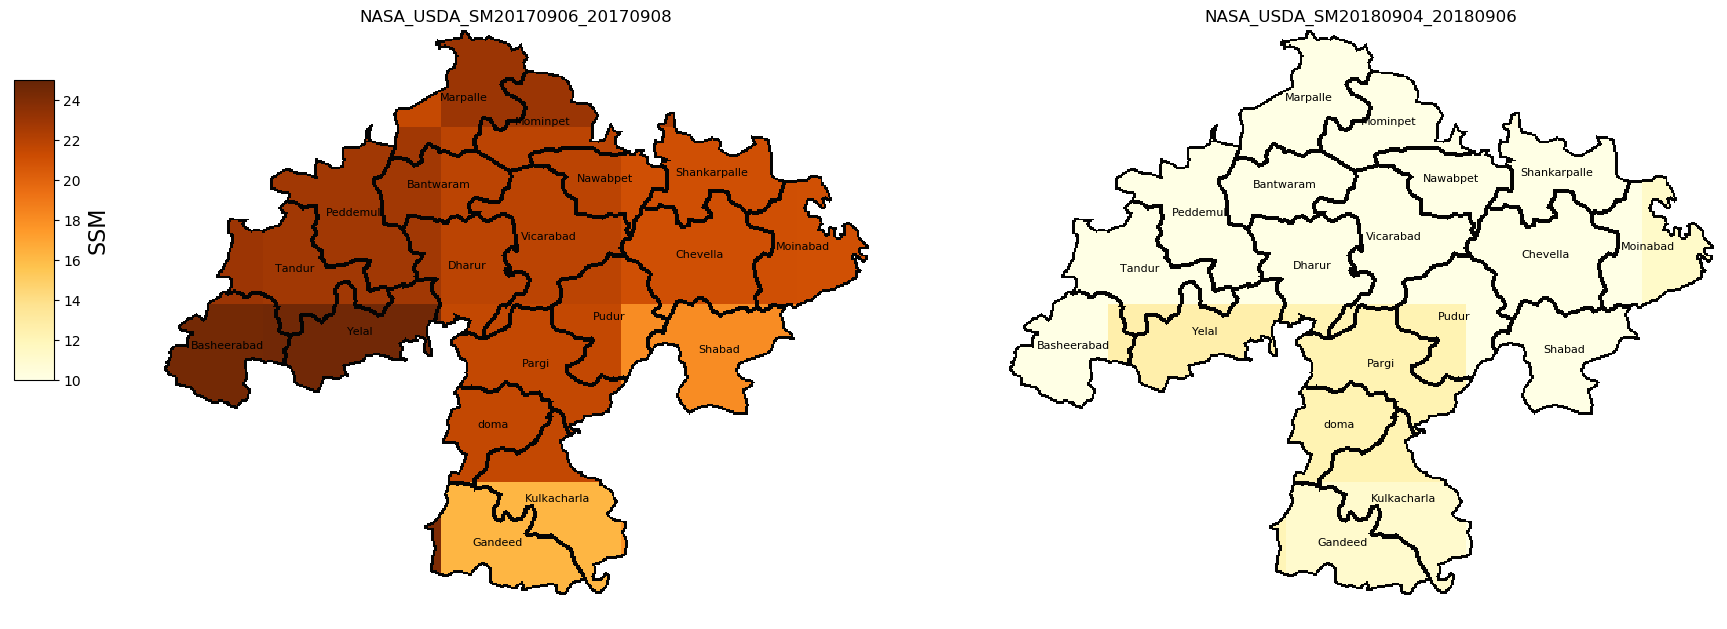 NASA_USDA_SM20170906_20170908
NASA_USDA_SM20180904_20180906
24
22
20
18
16
14
12
10
SSM
Marpalle
Mominpet
Shankarpalle
Nawabpet
Bantwaram
Peddemul
Vicarabad
Moinabad
Chevella
Dharur
Tandur
Pudur
Yelal
Basheerabad
Shabad
Pargi
doma
Kulkacharla
Gandeed
Marpalle
Mominpet
Shankarpalle
Nawabpet
Bantwaram
Peddemul
Vicarabad
Moinabad
Chevella
Dharur
Tandur
Pudur
Yelal
Basheerabad
Shabad
Pargi
doma
Kulkacharla
Gandeed